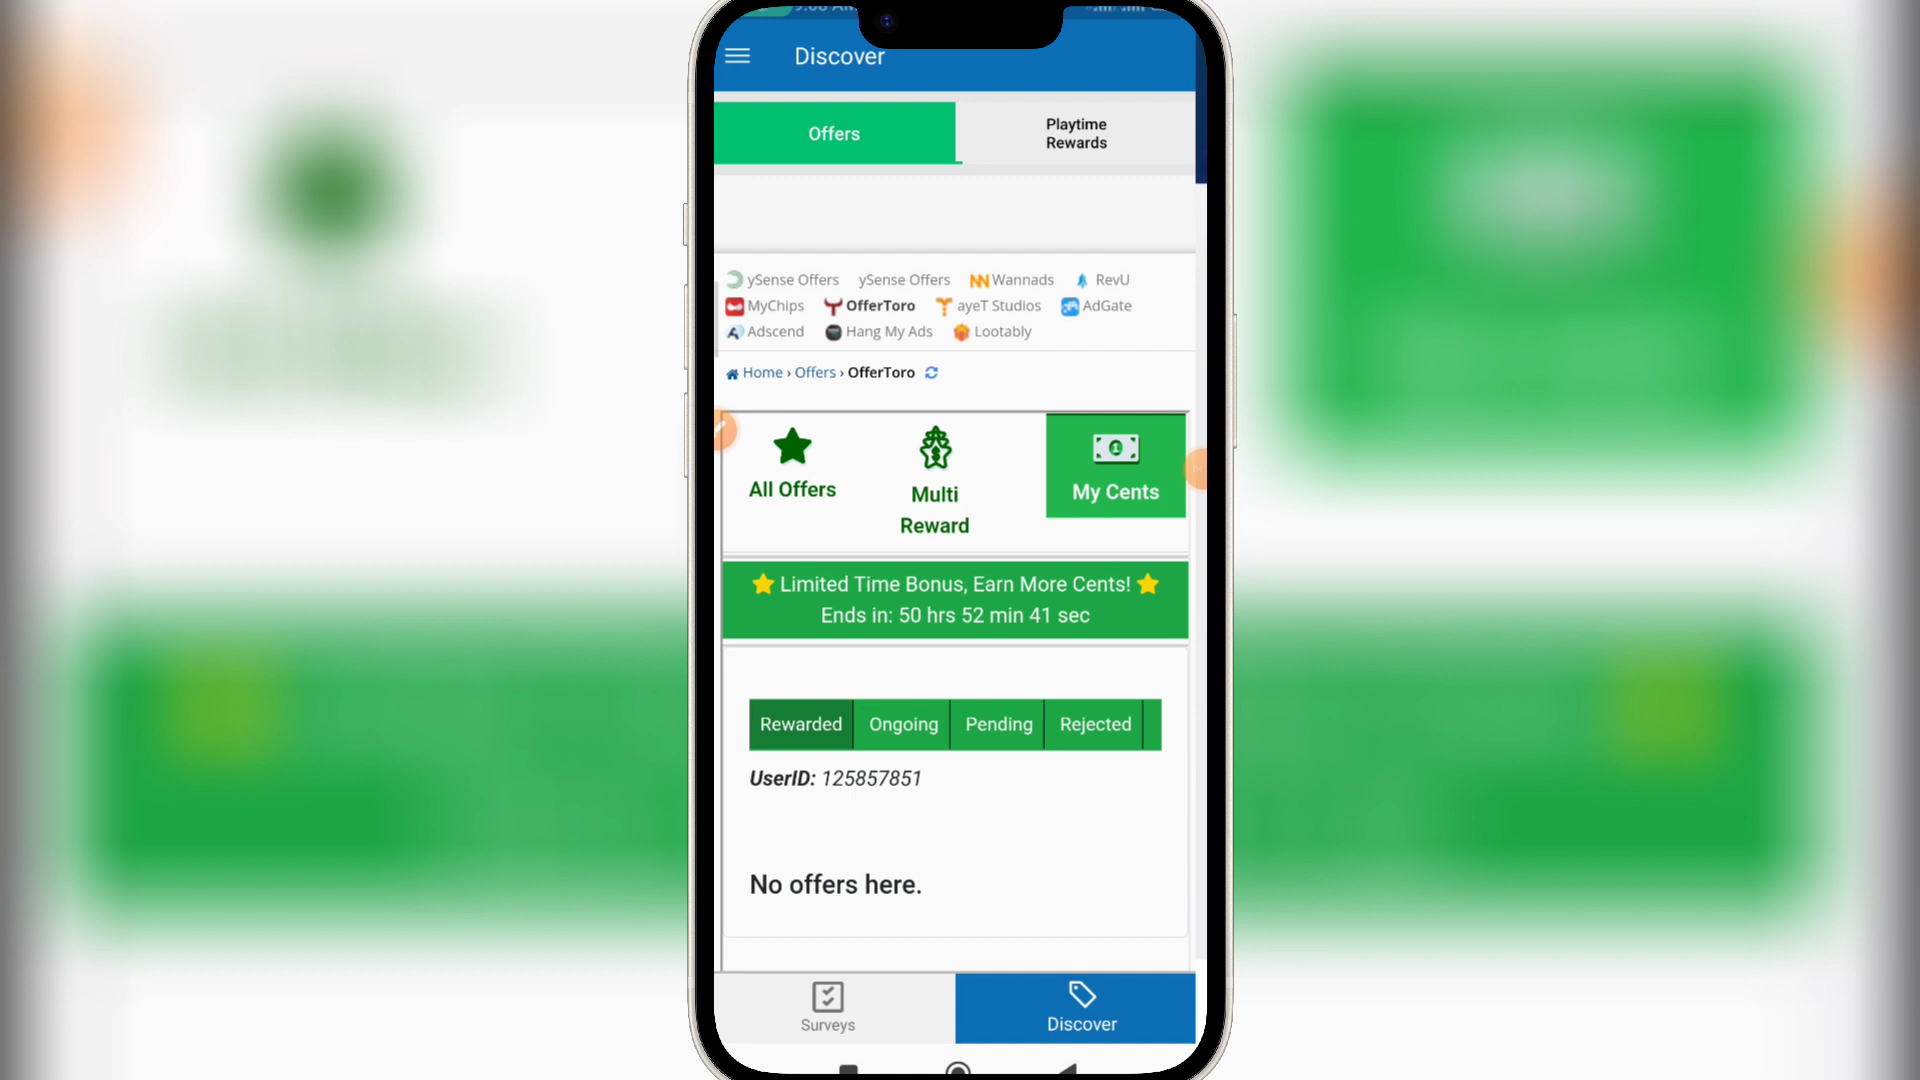 Discover
Offers
Playtime
Rewards
ySense Offers ySense Offers Wannads RevU
MyChips OfferToro ayeT Studios AdGate
Adscend Hang My Ads Lootably
Home › Offers › OfferToro
All Offers
Multi
Reward
My Cents
Limited Time Bonus, Earn More Cents!
Ends in: 50 hrs 52 min 41 sec
Rewarded Ongoing Pending Rejected
UserID: 125857851
No offers here.
Surveys
Discover